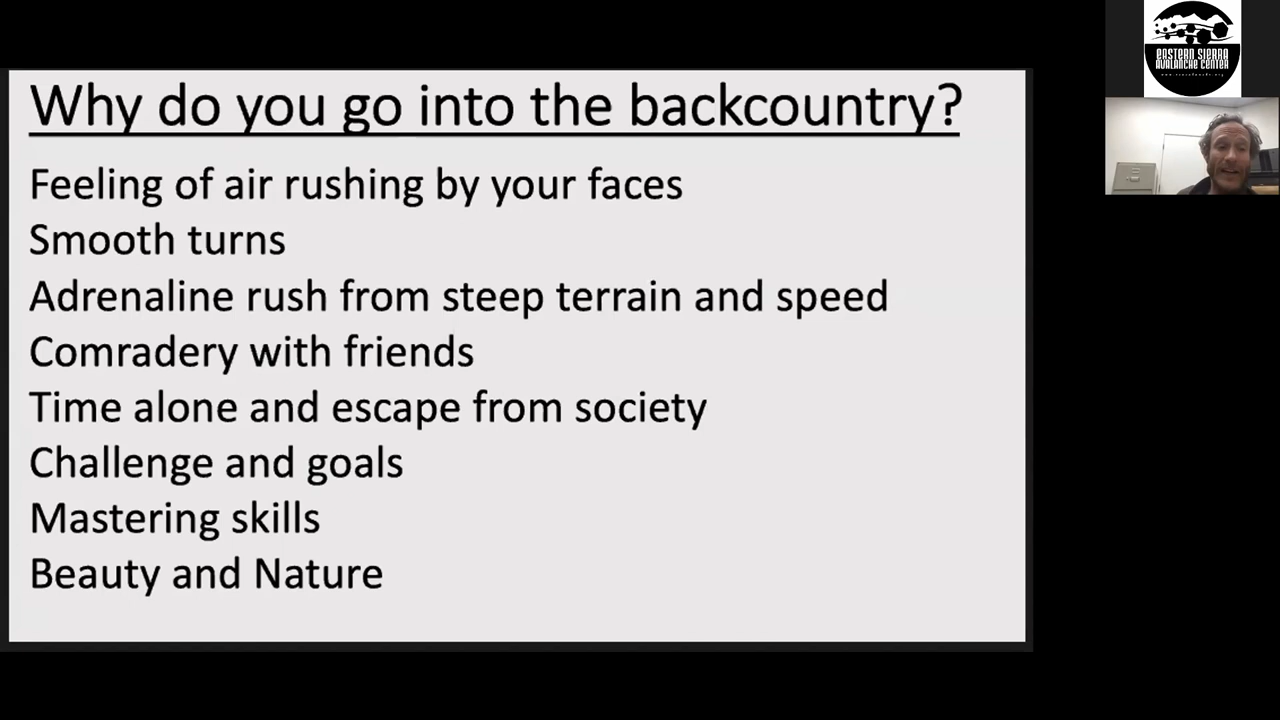 Why do you go into the backcountry?
Feeling of air rushing by your faces
Smooth turns
Adrenaline rush from steep terrain and speed
Comradery with friends
Time alone and escape from society
Challenge and goals
Mastering skills
Beauty and Nature
EASTERN SIERRA
AVALANCHE CENTER